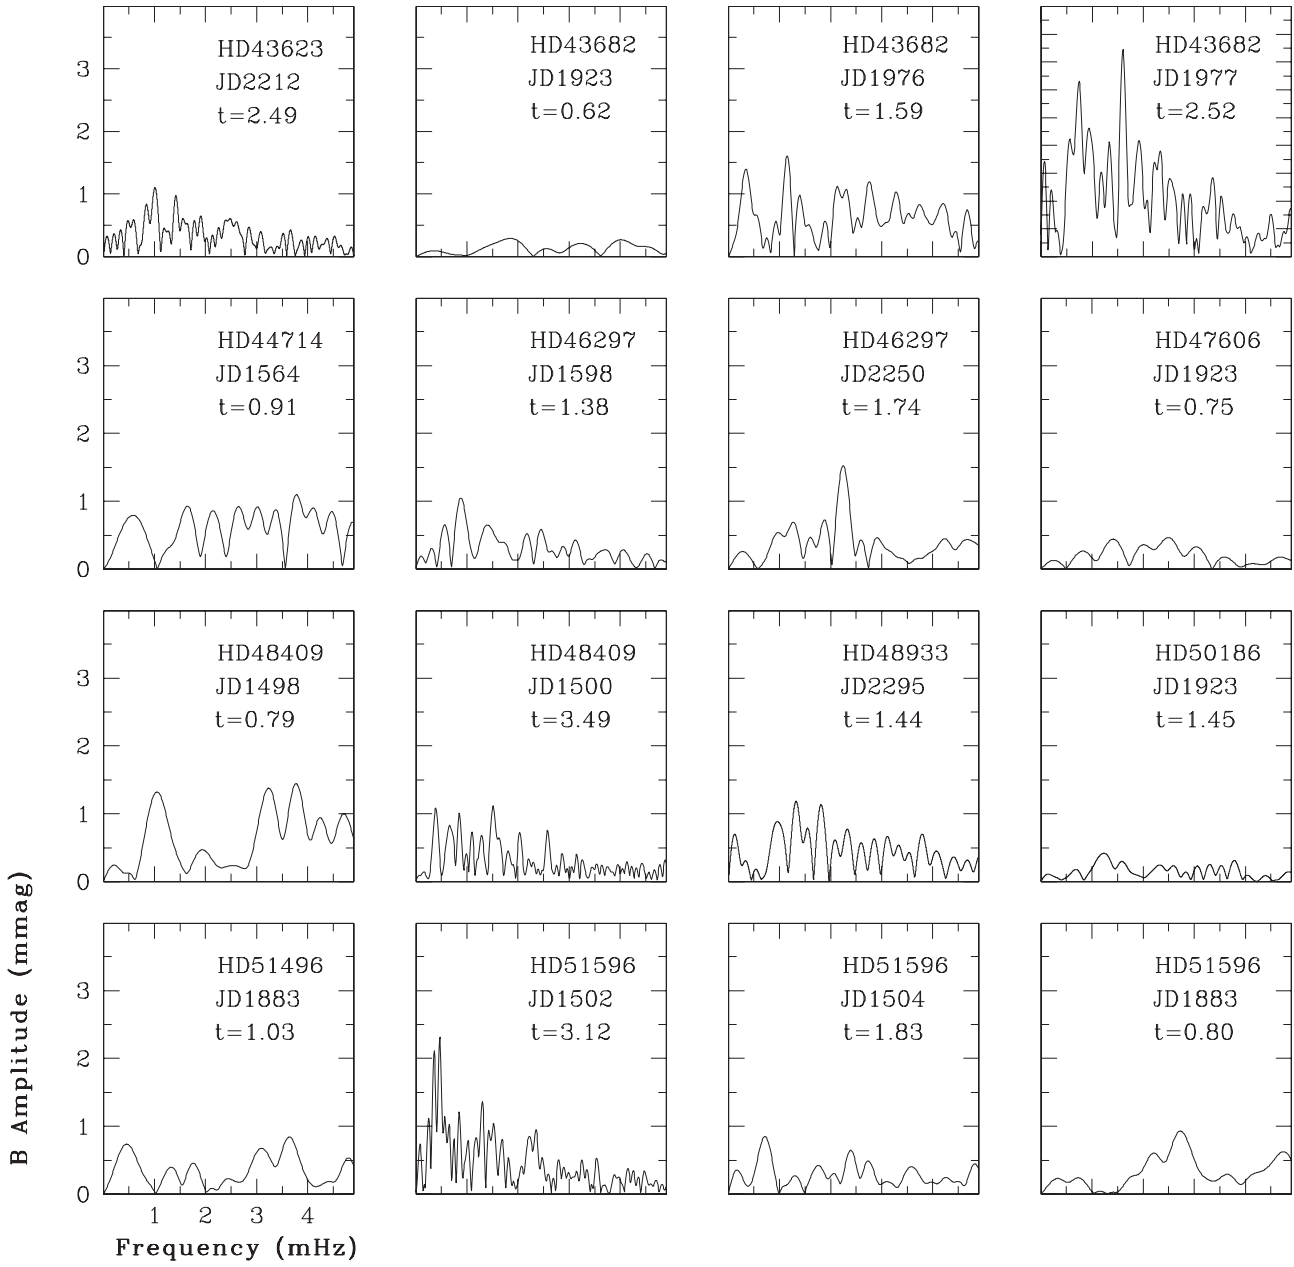 HD43623
JD2212
t=2.49
HD43682
JD1923
t=0.62
HD43682
JD1976
t=1.59
HD43682
JD1977
t=2.52
3
2
1
0
HD44714
JD1564
t=0.91
HD46297
JD1598
t=1.38
HD46297
JD2250
t=1.74
HD47606
JD1923
t=0.75
3
2
1
0
HD48409
JD1498
t=0.79
HD48409
JD1500
t=3.49
HD48933
JD2295
t=1.44
HD50186
JD1923
t=1.45
3
2
1
0
HD51496
JD1883
t=1.03
HD51596
JD1502
t=3.12
HD51596
JD1504
t=1.83
HD51596
JD1883
t=0.80
3
2
1
0
1 2 3 4
Frequency (mHz)
B Amplitude (mmag)